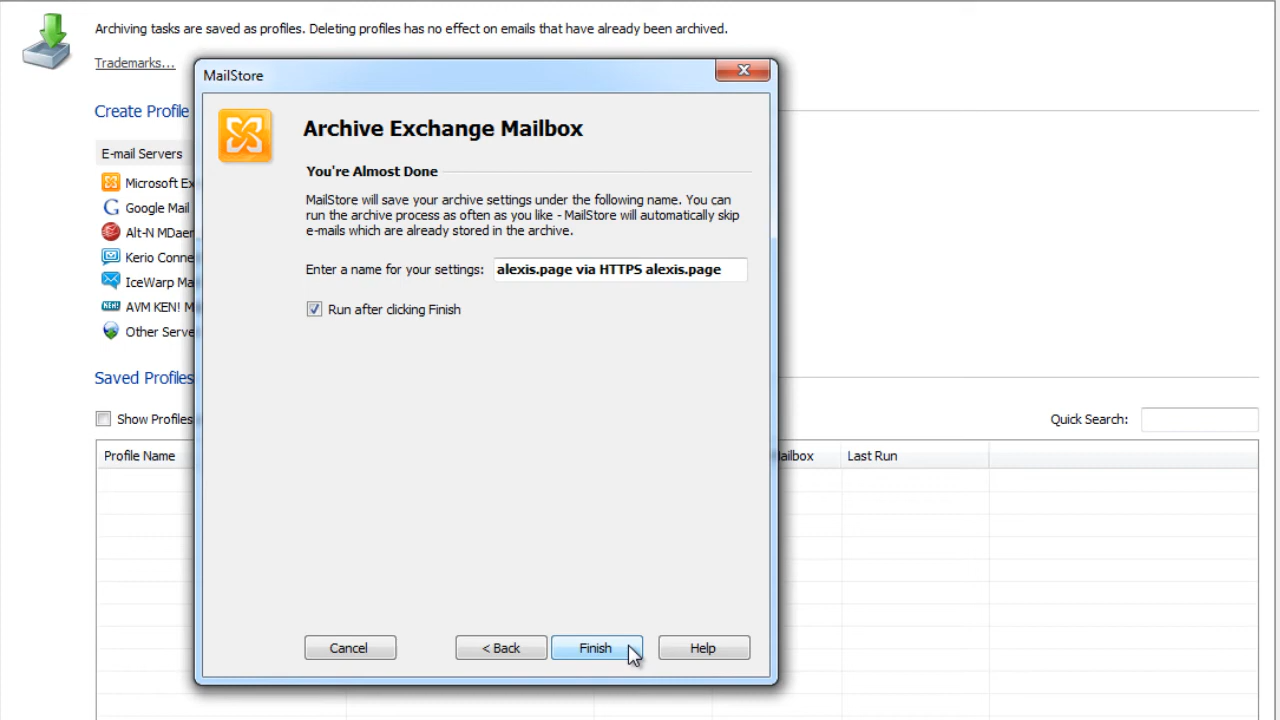 Archiving tasks are saved as profiles. Deleting profiles has no effect on emails that have already been archived.
Trademarks...
MailStore
Create Profile
E-mail Servers
Microsoft Ex
Google Mail
Alt-N MDaem
Kerio Conne
IceWarp Ma
AVM KEN! M
Other Serve
Archive Exchange Mailbox
You're Almost Done
MailStore will save your archive settings under the following name. You can
run the archive process as often as you like - MailStore will automatically skip
e-mails which are already stored in the archive.
Enter a name for your settings: alexis.page via HTTPS alexis.page
Run after clicking Finish
Cancel < Back Finish Help
Saved Profiles
Show Profiles
Quick Search:
Profile Name ailbox Last Run